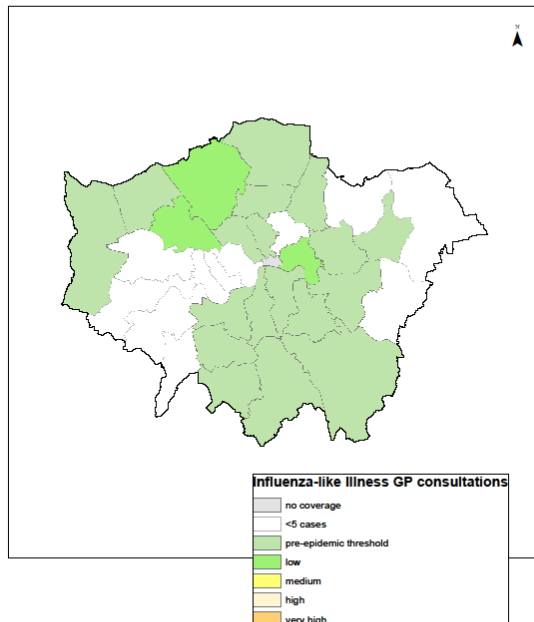 N
Influenza-like Illness GP consultations
no coverage
<5 cases
pre-epidemic threshold
low
medium
high
very high